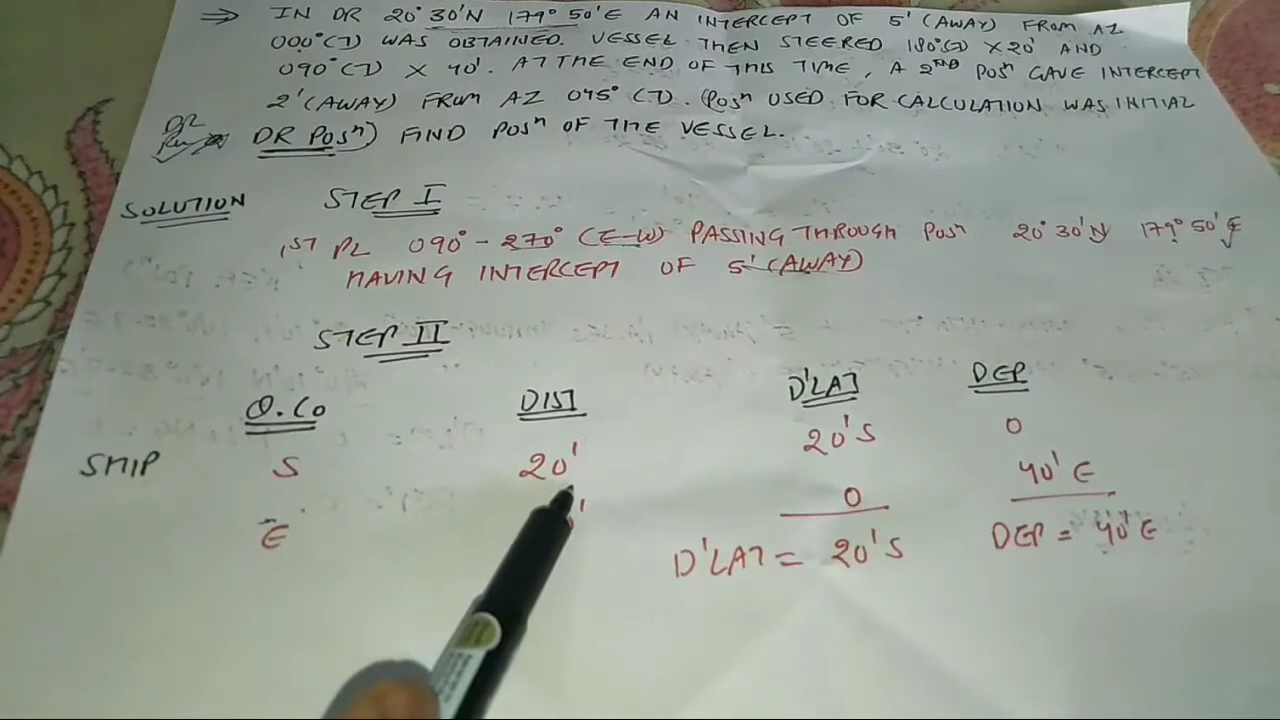 ⇒ IN DR 20° 30'N 179° 50'E AN INTERCEPT OF 5' (AWAY) FROM AZ
000° (T) WAS OBTAINED. VESSEL THEN STEERED 180° (T) X 20' AND
090° (T) X 40'. AT THE END OF THIS TIME, A 2ND POSn GAVE INTERCEPT
2' (AWAY) FROM AZ 045° (T). (POSn USED FOR CALCULATION WAS INITIAL
DR
DR POSn) FIND POSn OF THE VESSEL.
SOLUTION STEP I
1ST PL 090° - 270° (E-W) PASSING THROUGH POSn 20° 30'N 179° 50'E
HAVING INTERCEPT OF 5' (AWAY)
STEP II
T.CO DIST D'LAT DEP
SHIP S 20' 20'S 0
E 0 40'E
D'LAT = 20'S DEP = 40'E